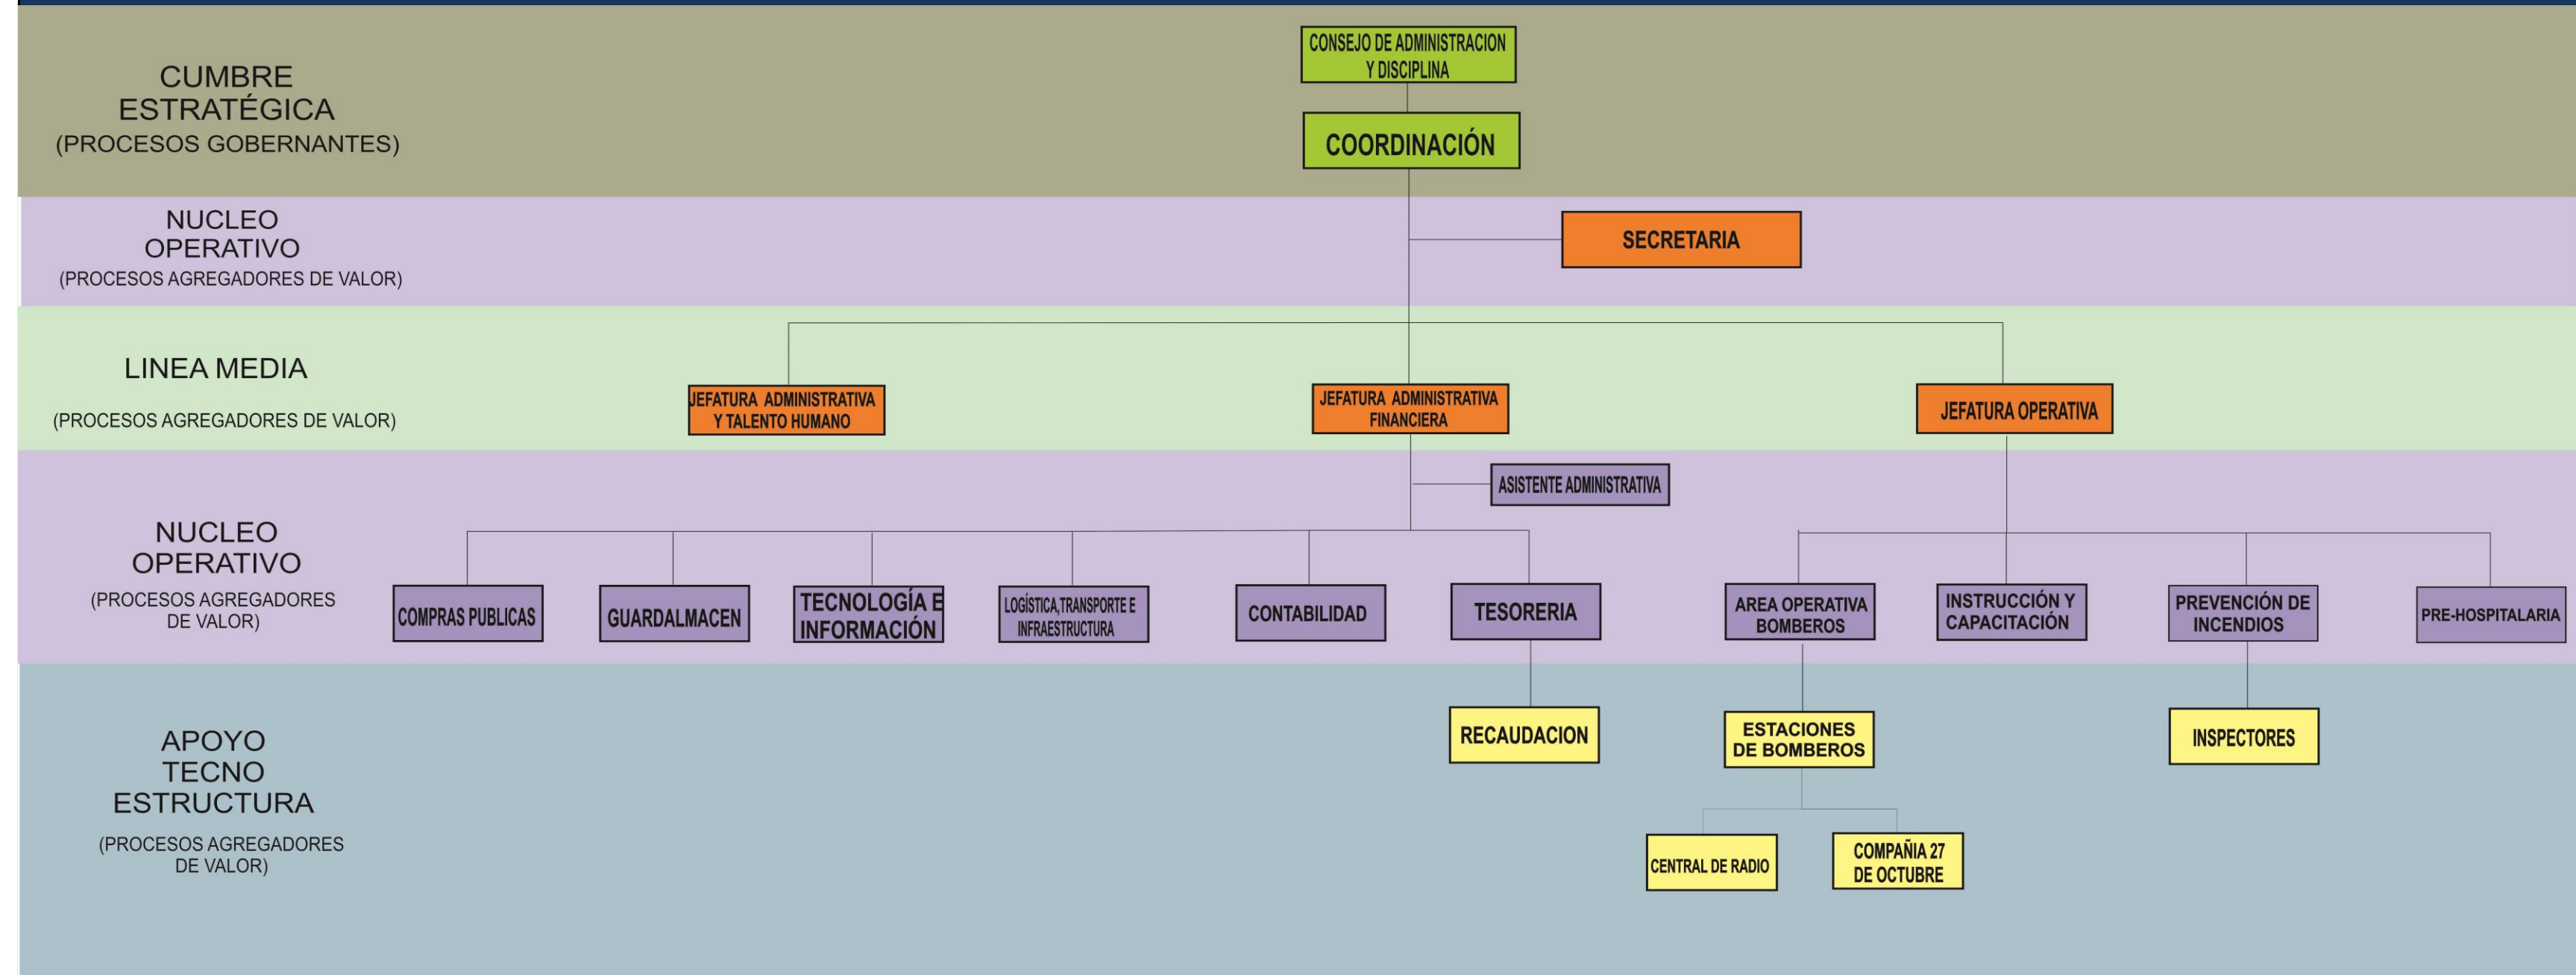 CUMBRE
ESTRATÉGICA
(PROCESOS GOBERNANTES)
CONSEJO DE ADMINISTRACION
Y DISCIPLINA
COORDINACIÓN
NUCLEO
OPERATIVO
(PROCESOS AGREGADORES DE VALOR)
SECRETARIA
LINEA MEDIA
(PROCESOS AGREGADORES DE VALOR)
JEFATURA ADMINISTRATIVA
Y TALENTO HUMANO
JEFATURA ADMINISTRATIVA
FINANCIERA
JEFATURA OPERATIVA
NUCLEO
OPERATIVO
(PROCESOS AGREGADORES
DE VALOR)
ASISTENTE ADMINISTRATIVA
COMPRAS PUBLICAS
GUARDALMACEN
TECNOLOGÍA E
INFORMACIÓN
LOGÍSTICA,TRANSPORTE E
INFRAESTRUCTURA
CONTABILIDAD
TESORERIA
AREA OPERATIVA
BOMBEROS
INSTRUCCIÓN Y
CAPACITACIÓN
PREVENCIÓN DE
INCENDIOS
PRE-HOSPITALARIA
APOYO
TECNO
ESTRUCTURA
(PROCESOS AGREGADORES
DE VALOR)
RECAUDACION
ESTACIONES
DE BOMBEROS
INSPECTORES
CENTRAL DE RADIO
COMPAÑIA 27
DE OCTUBRE